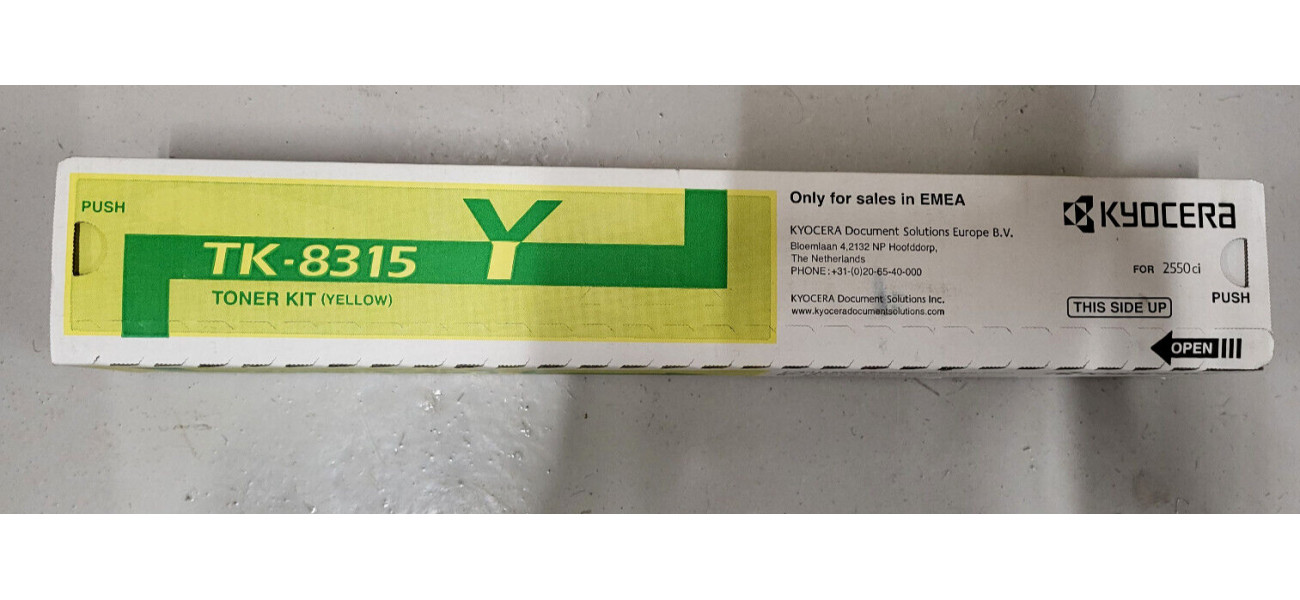 PUSH
TK-8315
Y
TONER KIT (YELLOW)
Only for sales in EMEA
KYOCERA Document Solutions Europe B.V.
Bloemlaan 4,2132 NP Hoofddorp,
The Netherlands
PHONE:+31-(0)20-65-40-000
KYOCERA Document Solutions Inc.
www.kyoceradocumentsolutions.com
KYOCERA
FOR 2550ci
PUSH
THIS SIDE UP
OPEN